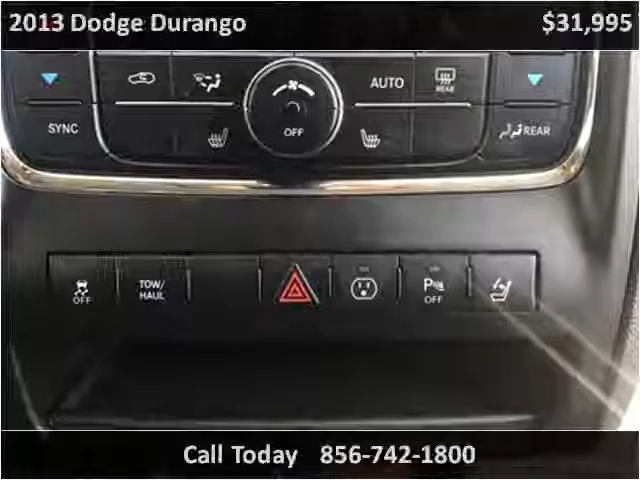 2013 Dodge Durango $31,995
AUTO REAR
SYNC OFF REAR
OFF TOW/ HAUL P OFF
Call Today 856-742-1800